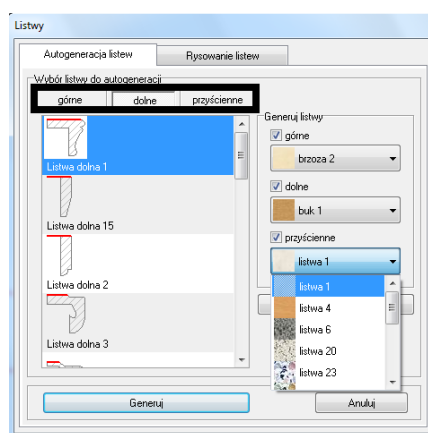 Listwy
Autogeneracja listew
Rysowanie listew
Wybór listwy do autogeneracji
górne
dolne
przyścienne
Listwa dolna 1
Listwa dolna 15
Listwa dolna 2
Listwa dolna 3
Generuj listwy
górne
brzoza 2
dolne
buk 1
przyścienne
listwa 1
listwa 1
listwa 4
listwa 6
listwa 20
listwa 23
Generuj
Anuluj